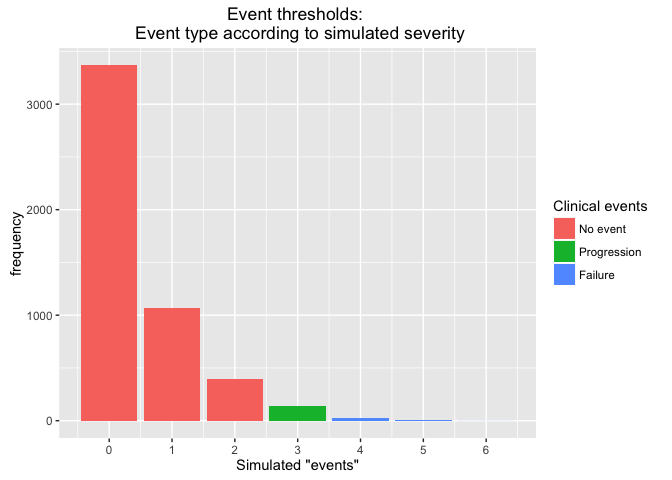 Event thresholds:
Event type according to simulated severity
frequency
3000
2000
1000
0
0 1 2 3 4 5 6
Simulated "events"
Clinical events
No event
Progression
Failure